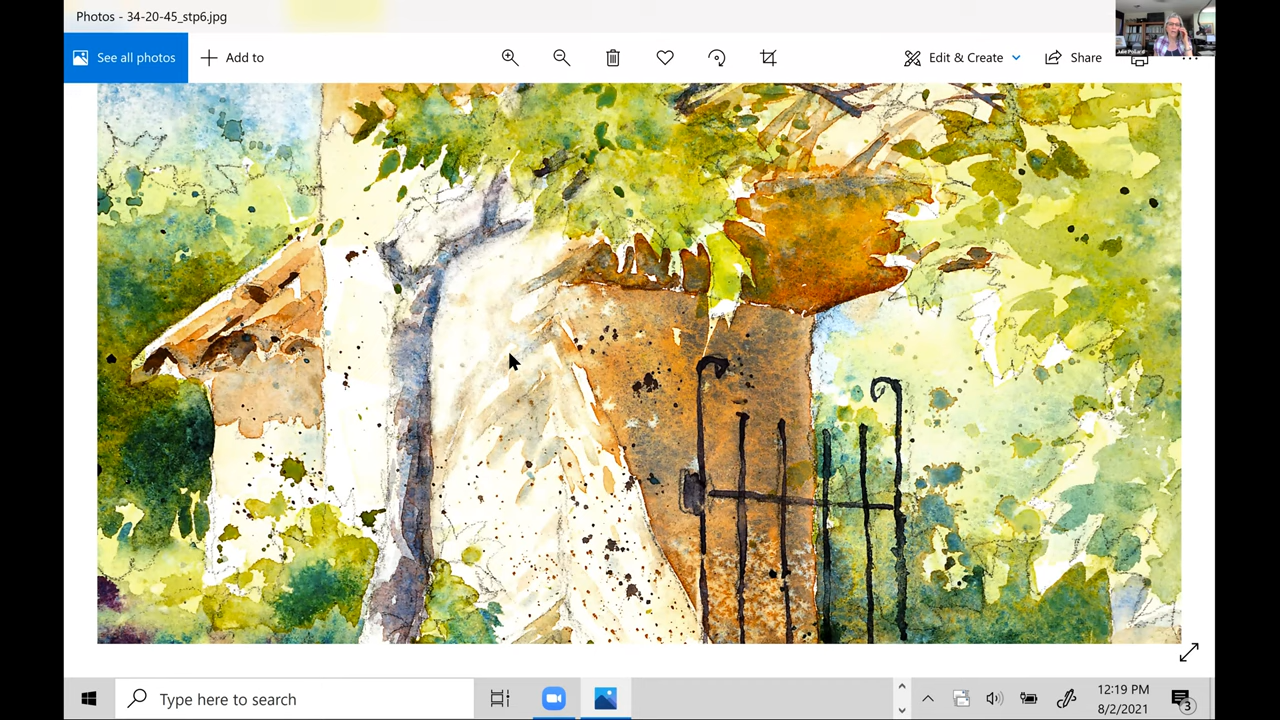 Photos - 34-20-45_stp6.jpg
See all photos
Add to
Edit & Create
Share
Type here to search
12:19 PM
8/2/2021
3